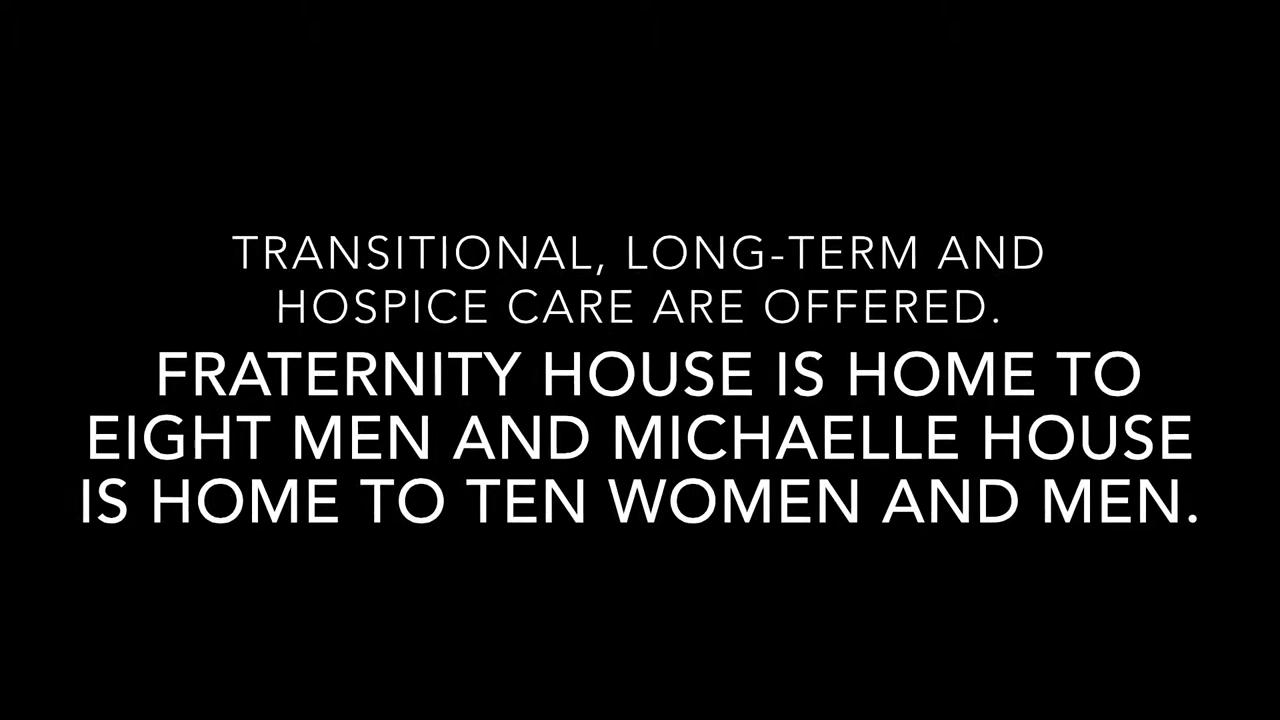 TRANSITIONAL, LONG-TERM AND
HOSPICE CARE ARE OFFERED.
FRATERNITY HOUSE IS HOME TO
EIGHT MEN AND MICHAELLE HOUSE
IS HOME TO TEN WOMEN AND MEN.